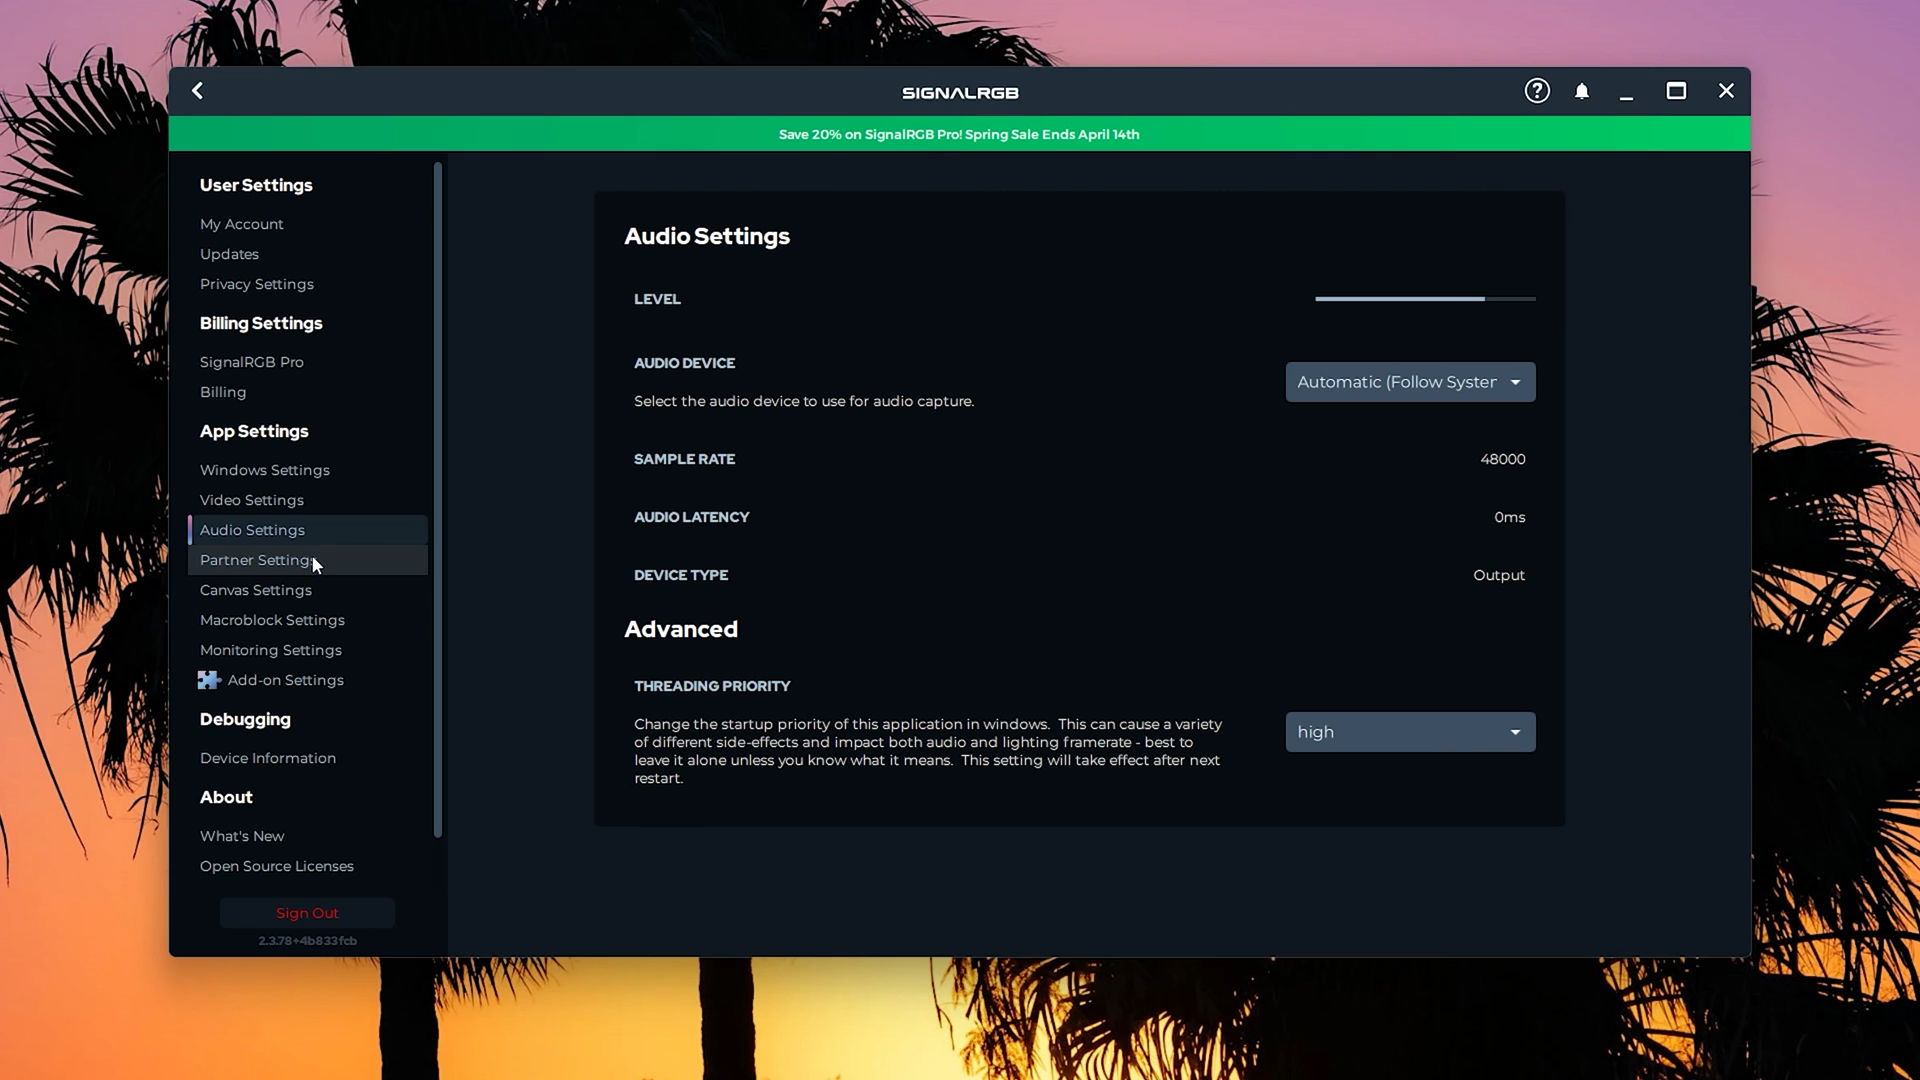 SIGNALRGB
Save 20% on SignalRGB Pro! Spring Sale Ends April 14th
User Settings
My Account
Updates
Privacy Settings
Billing Settings
SignalRGB Pro
Billing
App Settings
Windows Settings
Video Settings
Audio Settings
Partner Settings
Canvas Settings
Macroblock Settings
Monitoring Settings
Add-on Settings
Debugging
Device Information
About
What's New
Open Source Licenses
Sign Out
2.3.78+4b833fcb
Audio Settings
LEVEL
AUDIO DEVICE
Select the audio device to use for audio capture.
Automatic (Follow Syster
SAMPLE RATE
48000
AUDIO LATENCY
0ms
DEVICE TYPE
Output
Advanced
THREADING PRIORITY
Change the startup priority of this application in windows. This can cause a variety
of different side-effects and impact both audio and lighting framerate - best to
leave it alone unless you know what it means. This setting will take effect after next
restart.
high